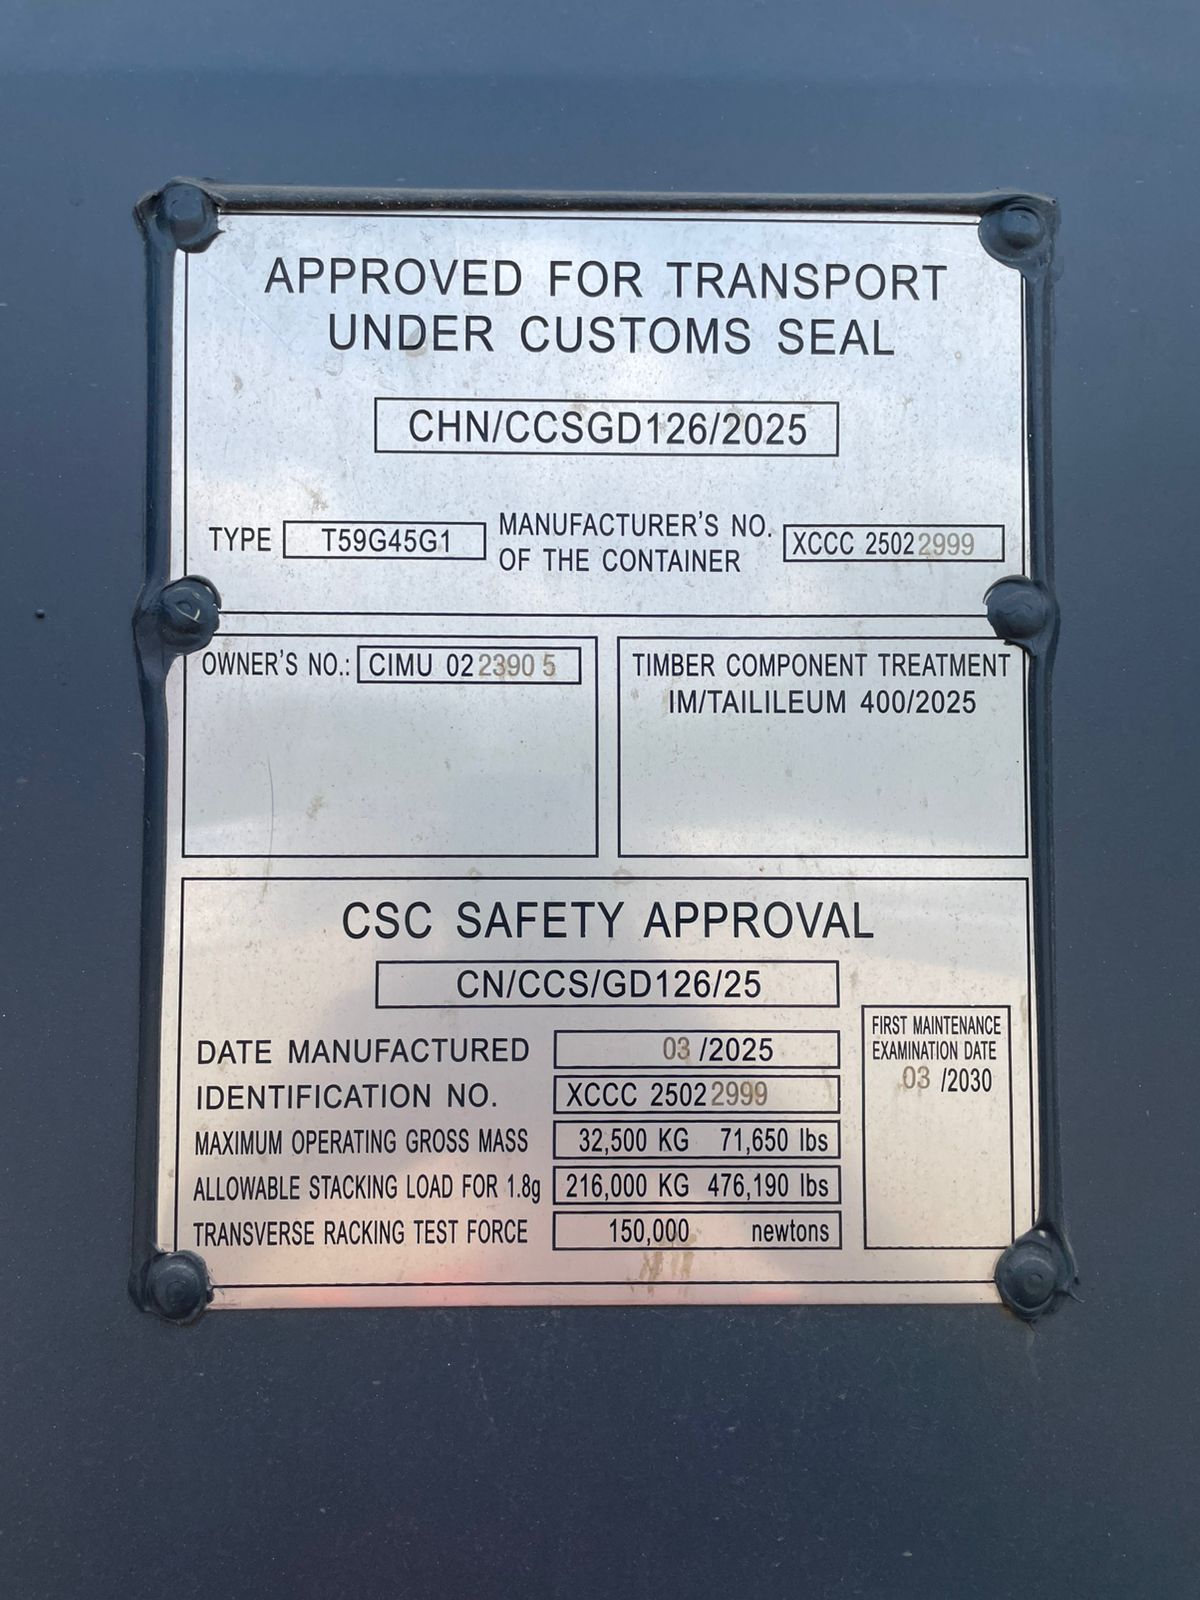 APPROVED FOR TRANSPORT
UNDER CUSTOMS SEAL
CHN/CCSGD126/2025
TYPE T59G45G1 MANUFACTURER'S NO. OF THE CONTAINER XCCC 25022999
OWNER'S NO.: CIMU 02 2390 5
TIMBER COMPONENT TREATMENT
IM/TAILILEUM 400/2025
CSC SAFETY APPROVAL
CN/CCS/GD126/25
DATE MANUFACTURED 03 /2025
IDENTIFICATION NO. XCCC 25022999
MAXIMUM OPERATING GROSS MASS 32,500 KG 71,650 lbs
ALLOWABLE STACKING LOAD FOR 1.8g 216,000 KG 476,190 lbs
TRANSVERSE RACKING TEST FORCE 150,000 newtons
FIRST MAINTENANCE
EXAMINATION DATE
03 /2030